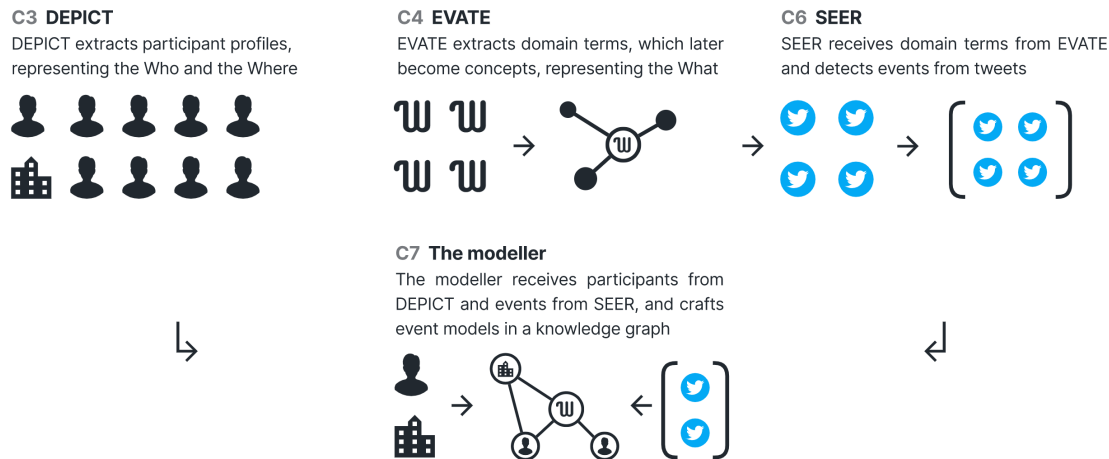 C3 DEPICT
DEPICT extracts participant profiles,
representing the Who and the Where
C4 EVATE
EVATE extracts domain terms, which later
become concepts, representing the What
C6 SEER
SEER receives domain terms from EVATE
and detects events from tweets
C7 The modeller
The modeller receives participants from
DEPICT and events from SEER, and crafts
event models in a knowledge graph